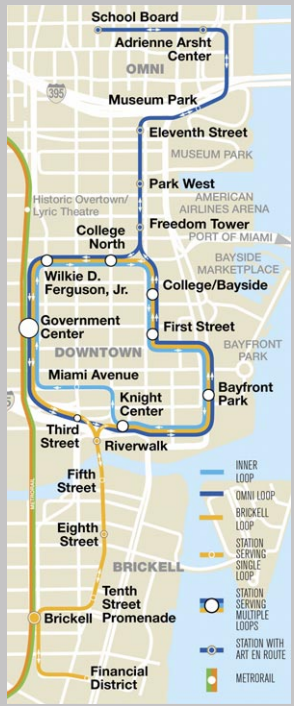 School Board
Adrienne Arsht
Center
OMNI
395
Museum Park
Eleventh Street
MUSEUM PARK
Park West
Historic Overtown/
Lyric Theatre
AMERICAN
AIRLINES ARENA
Freedom Tower
College
North
PORT OF MIAMI
BAYSIDE
MARKETPLACE
Wilkie D.
Ferguson, Jr.
College/Bayside
Government
Center
First Street
DOWNTOWN
BAYFRONT
PARK
Miami Avenue
Knight
Center
Bayfront
Park
Third
Street
Riverwalk
Fifth
Street
INNER
LOOP
OMNI LOOP
METRORAIL
BRICKELL
LOOP
Eighth
Street
STATION
SERVING
SINGLE
LOOP
BRICKELL
STATION
SERVING
MULTIPLE
LOOPS
Tenth
Street
Promenade
Brickell
STATION WITH
ART EN ROUTE
Financial
District
METRORAIL